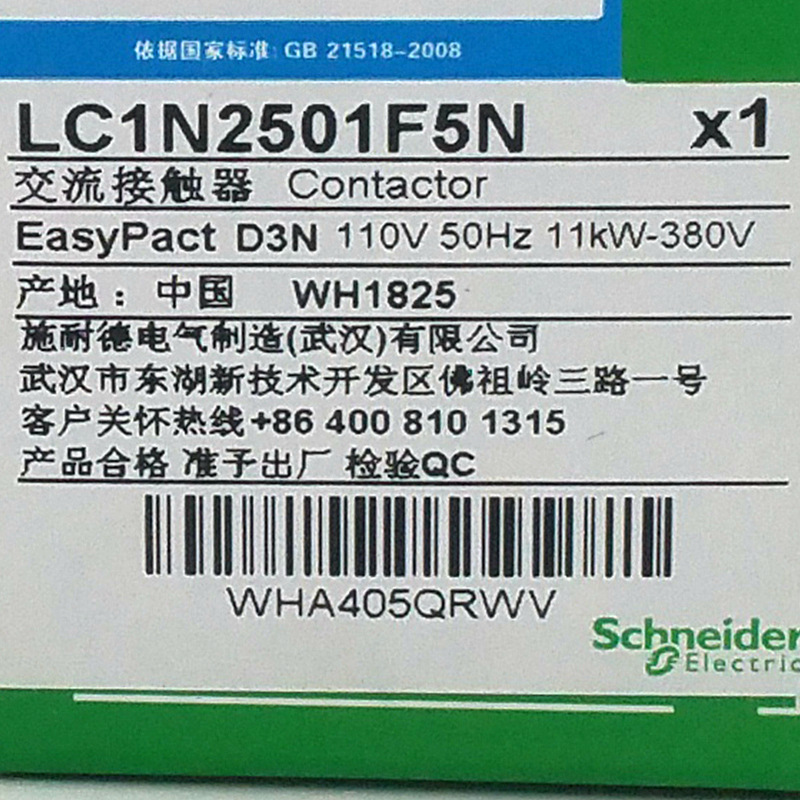 依据国家标准: GB 21518-2008
LC1N2501F5N x1
交流接触器 Contactor
EasyPact D3N 110V 50Hz 11kW-380V
产地：中国 WH1825
施耐德电气制造(武汉)有限公司
武汉市东湖新技术开发区佛祖岭三路一号
客户关怀热线+86 400 810 1315
产品合格 准予出厂 检验QC
WHA405QRWV
Schneider
Electric